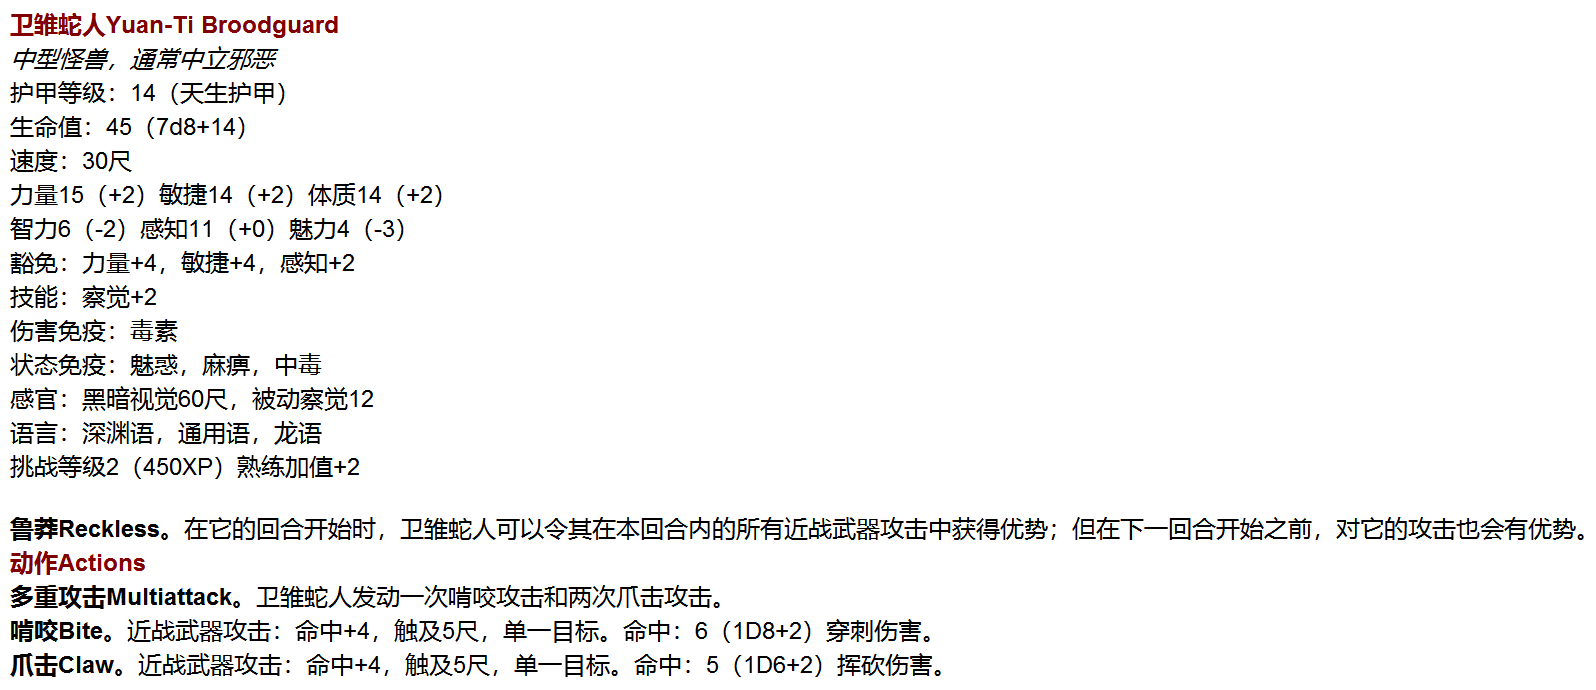 卫雏蛇人Yuan-Ti Broodguard
中型怪兽，通常中立邪恶
护甲等级：14（天生护甲）
生命值：45（7d8+14）
速度：30尺
力量15（+2）敏捷14（+2）体质14（+2）
智力6（-2）感知11（+0）魅力4（-3）
豁免：力量+4，敏捷+4，感知+2
技能：察觉+2
伤害免疫：毒素
状态免疫：魅惑，麻痹，中毒
感官：黑暗视觉60尺，被动察觉12
语言：深渊语，通用语，龙语
挑战等级2（450XP）熟练加值+2
鲁莽Reckless。在它的回合开始时，卫雏蛇人可以令其在本回合内的所有近战武器攻击中获得优势；但在下一回合开始之前，对它的攻击也会有优势。
动作Actions
多重攻击Multiattack。卫雏蛇人发动一次啃咬攻击和两次爪击攻击。
啃咬Bite。近战武器攻击：命中+4，触及5尺，单一目标。命中：6（1D8+2）穿刺伤害。
爪击Claw。近战武器攻击：命中+4，触及5尺，单一目标。命中：5（1D6+2）挥砍伤害。